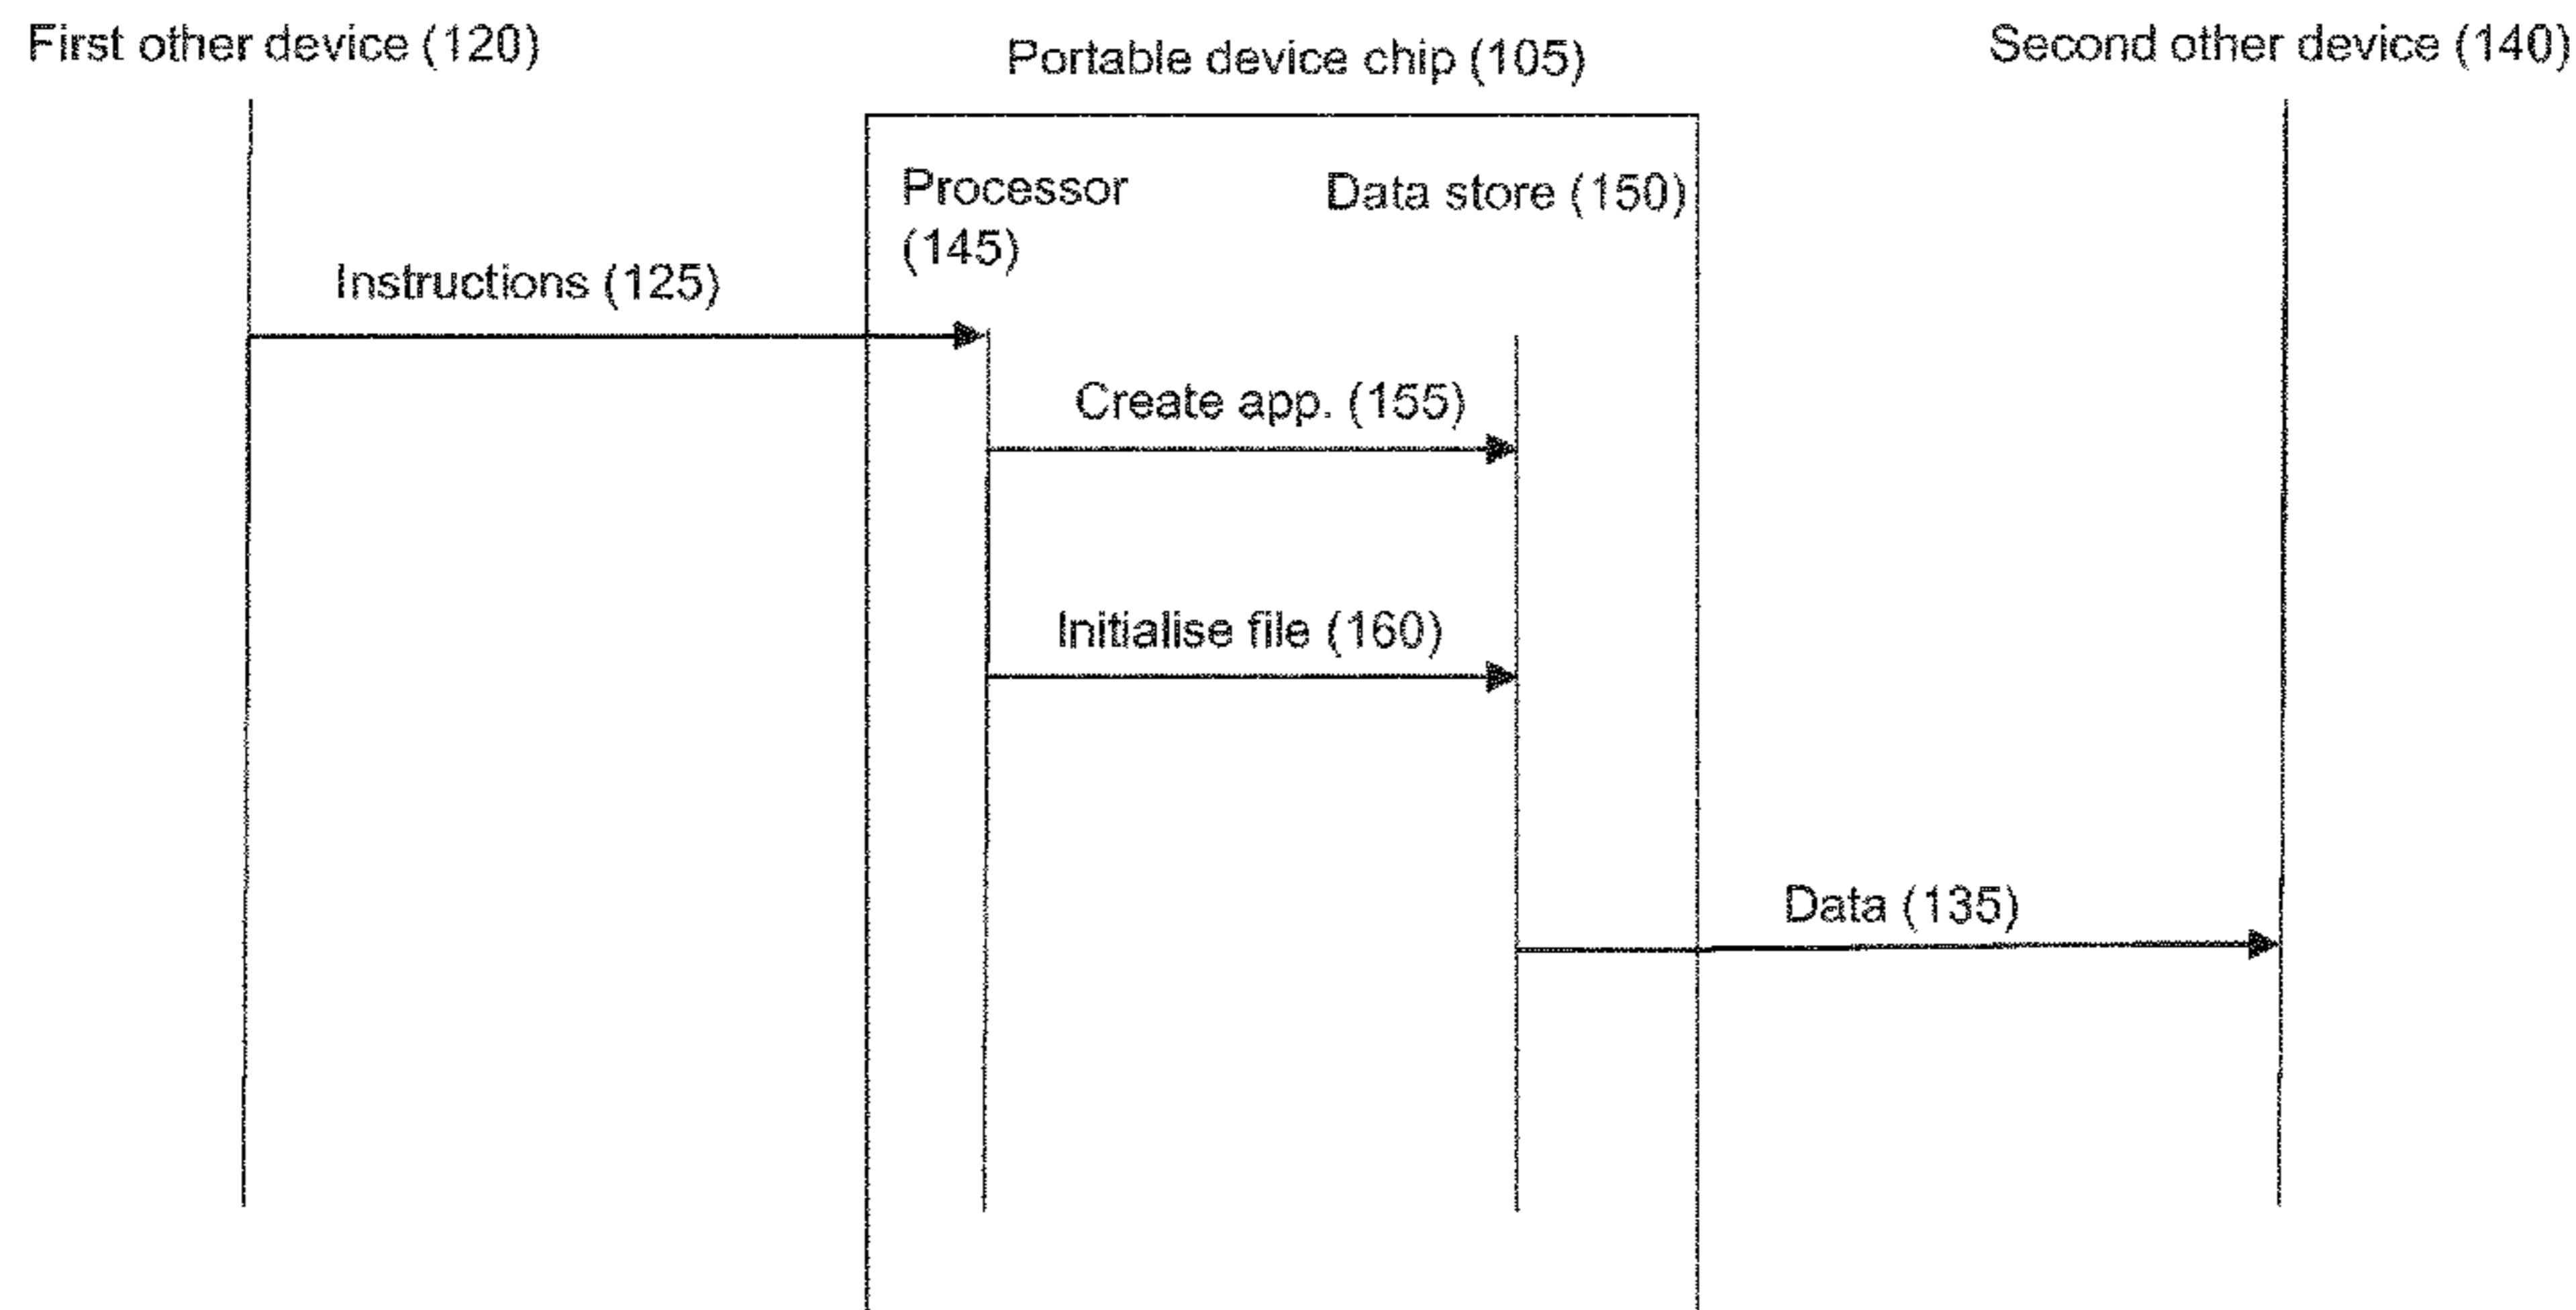 First other device (120)
Portable device chip (105)
Second other device (140)
Processor
(145)
Data store (150)
Instructions (125)
Create app. (155)
Initialise file (160)
Data (135)